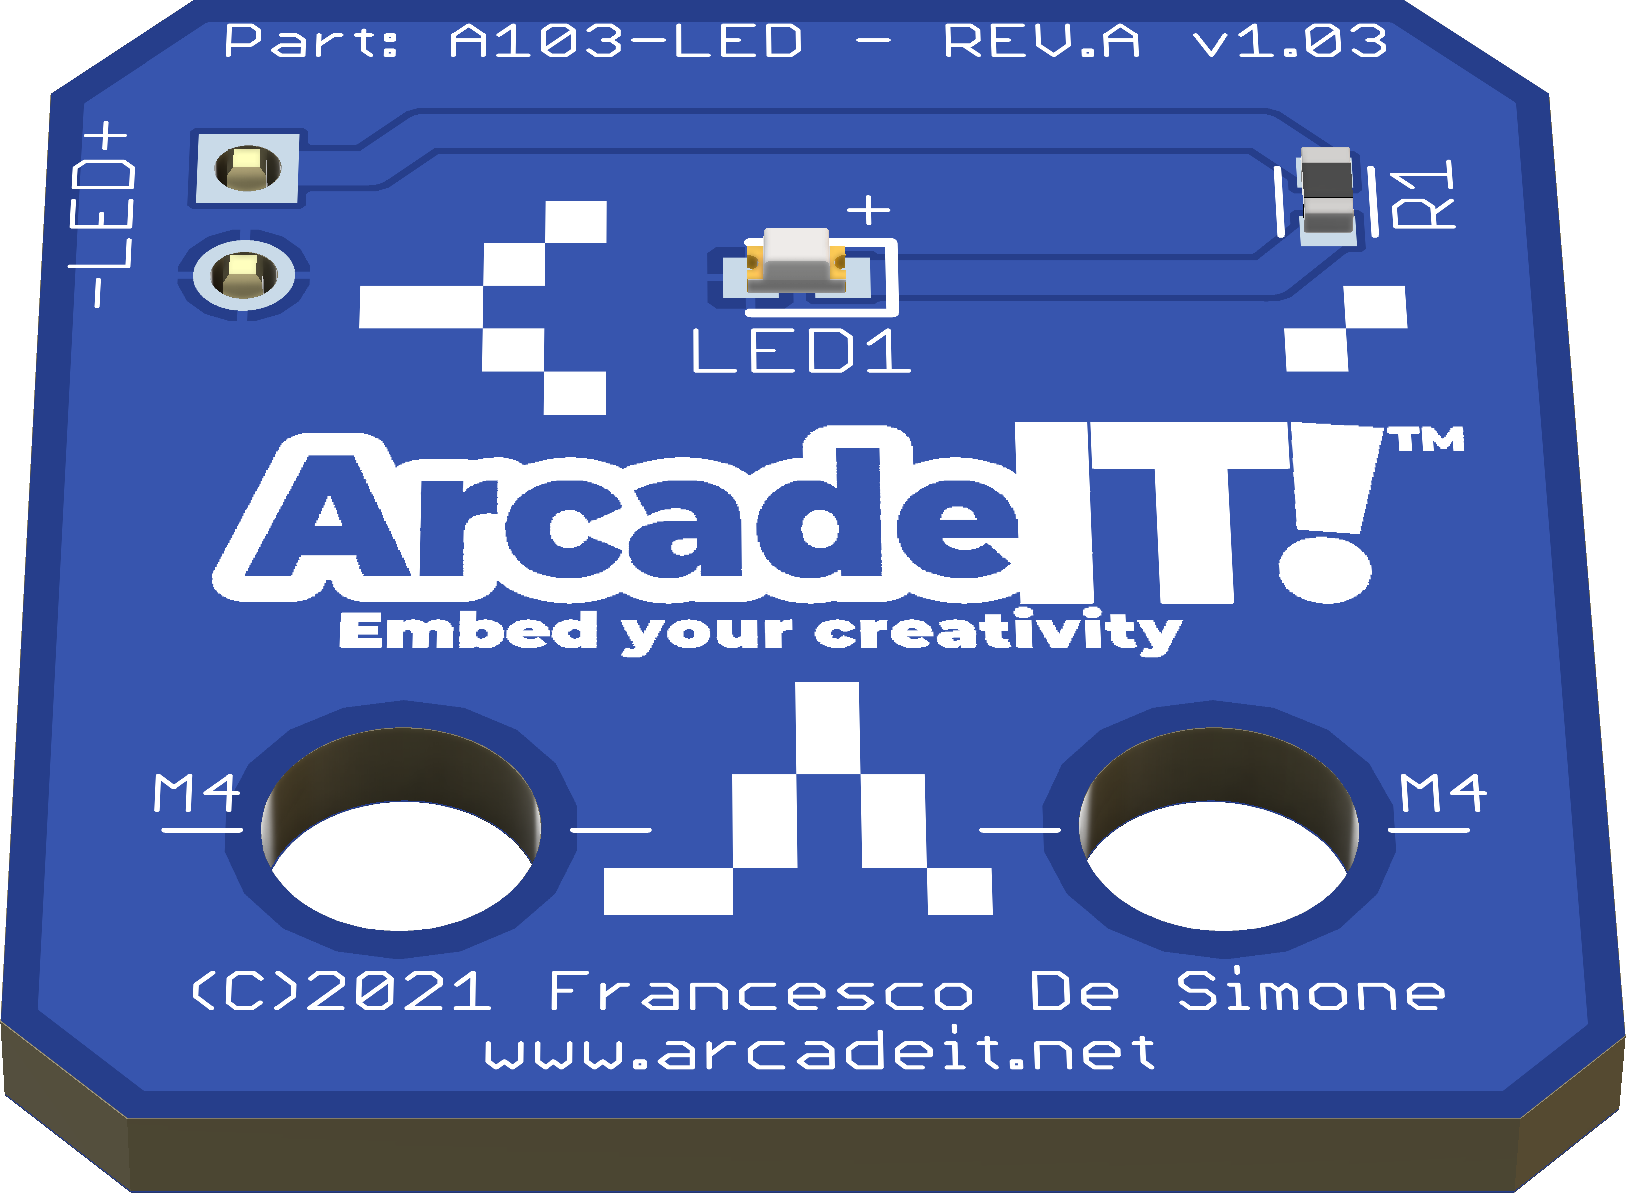 Part: A103-LED - REV.A v1.03
-LED+
+
R1
LED1
ArcadeIT!™
Embed your creativity
M4
M4
(C)2021 Francesco De Simone
www.arcadeit.net